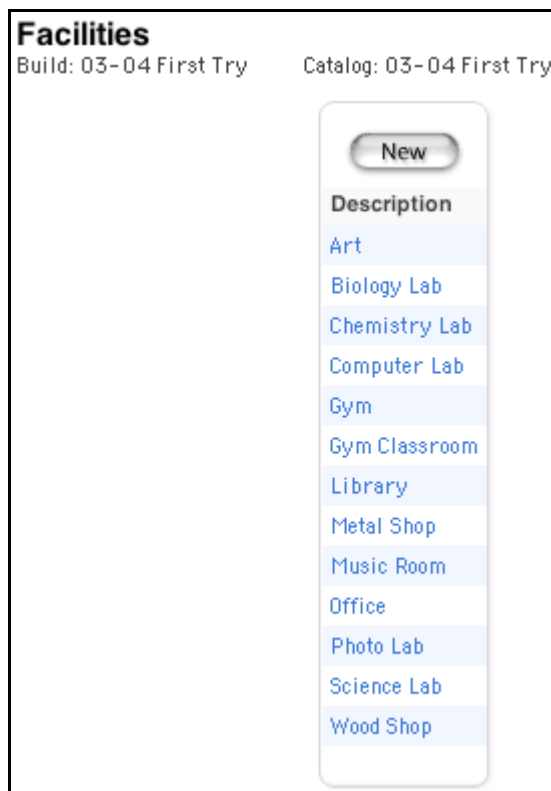 Facilities
Build: 03-04 First Try Catalog: 03-04 First Try
New
Description
Art
Biology Lab
Chemistry Lab
Computer Lab
Gym
Gym Classroom
Library
Metal Shop
Music Room
Office
Photo Lab
Science Lab
Wood Shop